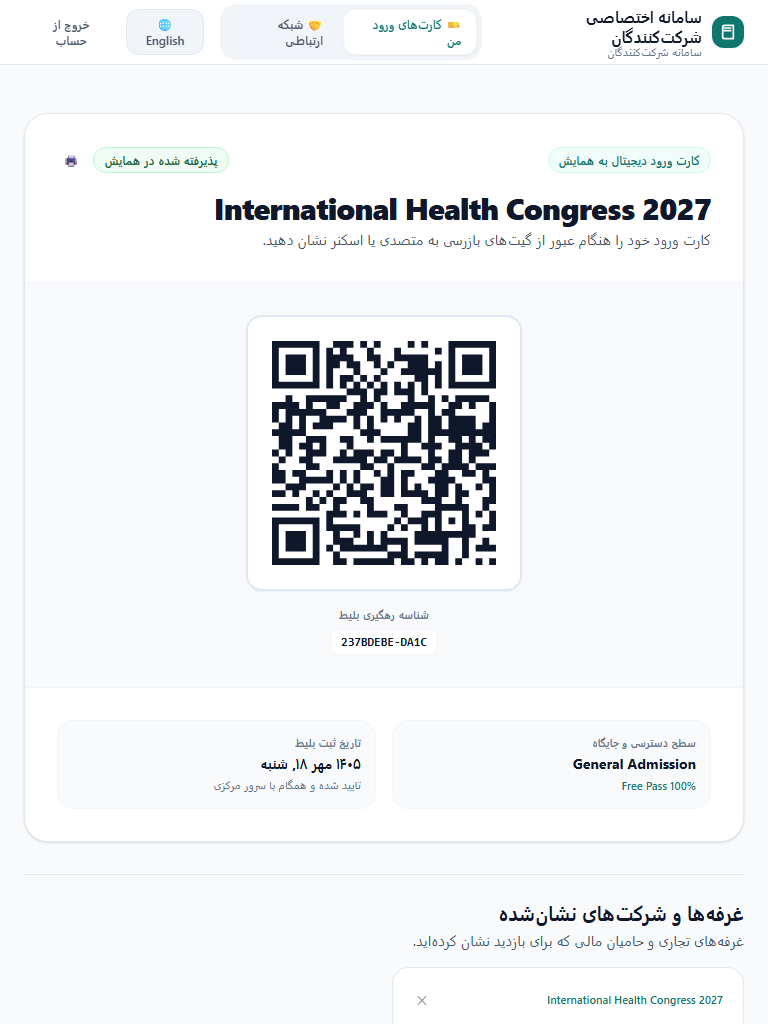 سامانه اختصاصی
شرکت‌کنندگان
سامانه شرکت‌کنندگان
🎫 کارت‌های ورود
من
🤝 شبکه
ارتباطی
🌐
English
خروج از
حساب
کارت ورود دیجیتال به همایش
پذیرفته شده در همایش
International Health Congress 2027
کارت ورود خود را هنگام عبور از گیت‌های بازرسی به متصدی یا اسکنر نشان دهید.
شناسه رهگیری بلیط
237BDEBE-DA1C
سطح دسترسی و جایگاه
General Admission
Free Pass 100%
تاریخ ثبت بلیط
۱۴۰۵ مهر ۱۸, شنبه
تایید شده و همگام با سرور مرکزی
غرفه‌ها و شرکت‌های نشان‌شده
غرفه‌های تجاری و حامیان مالی که برای بازدید نشان کرده‌اید.
International Health Congress 2027